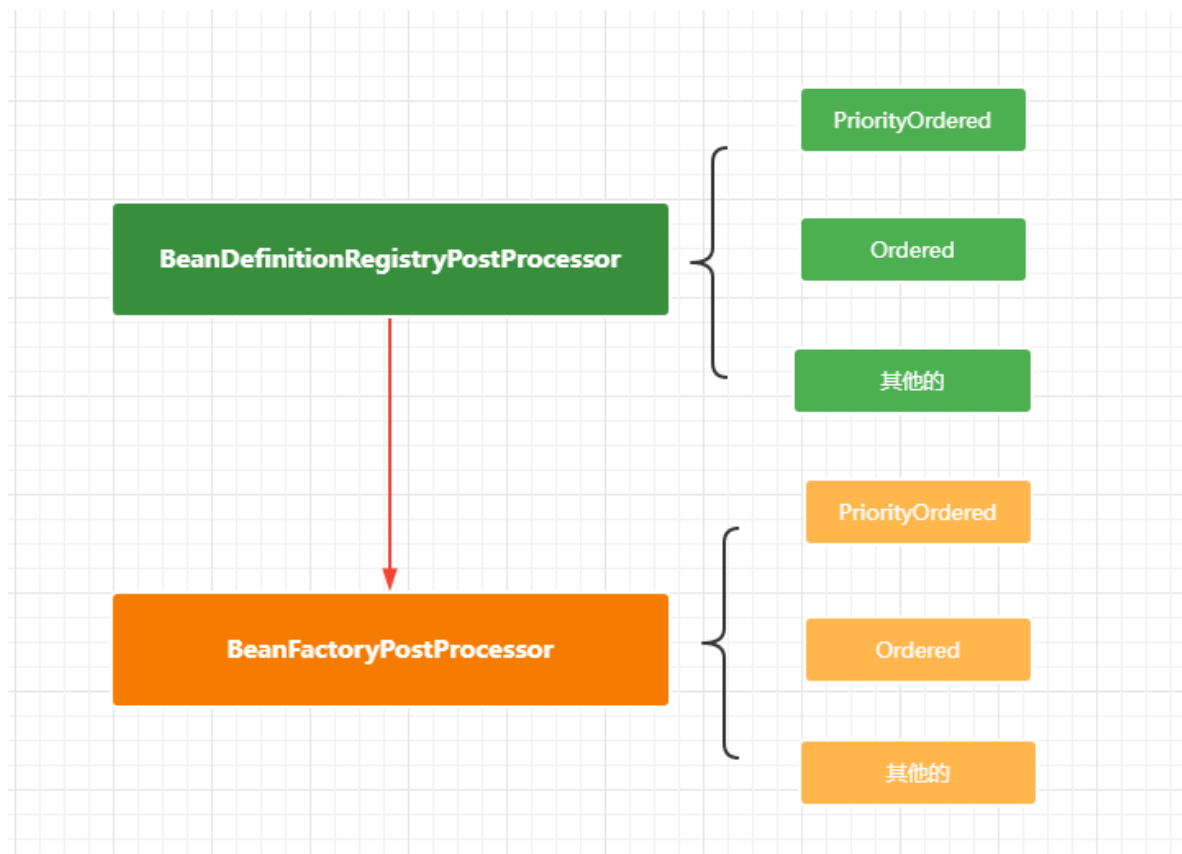 PriorityOrdered
BeanDefinitionRegistryPostProcessor
Ordered
其他的
PriorityOrdered
BeanFactoryPostProcessor
Ordered
其他的